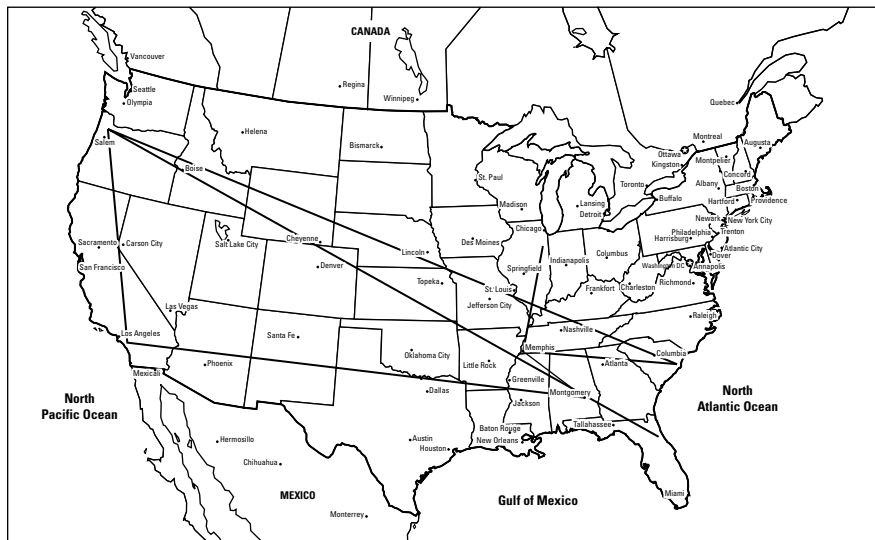 CANADA
Vancouver
Seattle
Olympia
Regina
Winnipeg
Quebec
Salem
Helena
Bismarck
Montreal
Ottawa
Kingston
Montpelier
Augusta
Boise
St. Paul
Toronto
Albany
Concord
Boston
Buffalo
Hartford
Providence
Madison
Lansing
Detroit
Newark
New York City
Sacramento
Carson City
Salt Lake City
Cheyenne
Lincoln
Des Moines
Chicago
Philadelphia
Trenton
Harrisburg
Atlantic City
Dover
San Francisco
Denver
Topeka
Springfield
Indianapolis
Columbus
Washington DC
Annapolis
St. Louis
Jefferson City
Frankfort
Charleston
Richmond
Las Vegas
Raleigh
Los Angeles
Santa Fe
Nashville
Memphis
Columbia
Oklahoma City
Little Rock
Atlanta
Phoenix
Mexicali
Greenville
Dallas
Montgomery
Jackson
North
Pacific Ocean
North
Atlantic Ocean
Hermosillo
Austin
Houston
Baton Rouge
New Orleans
Tallahassee
Chihuahua
MEXICO
Gulf of Mexico
Miami
Monterrey